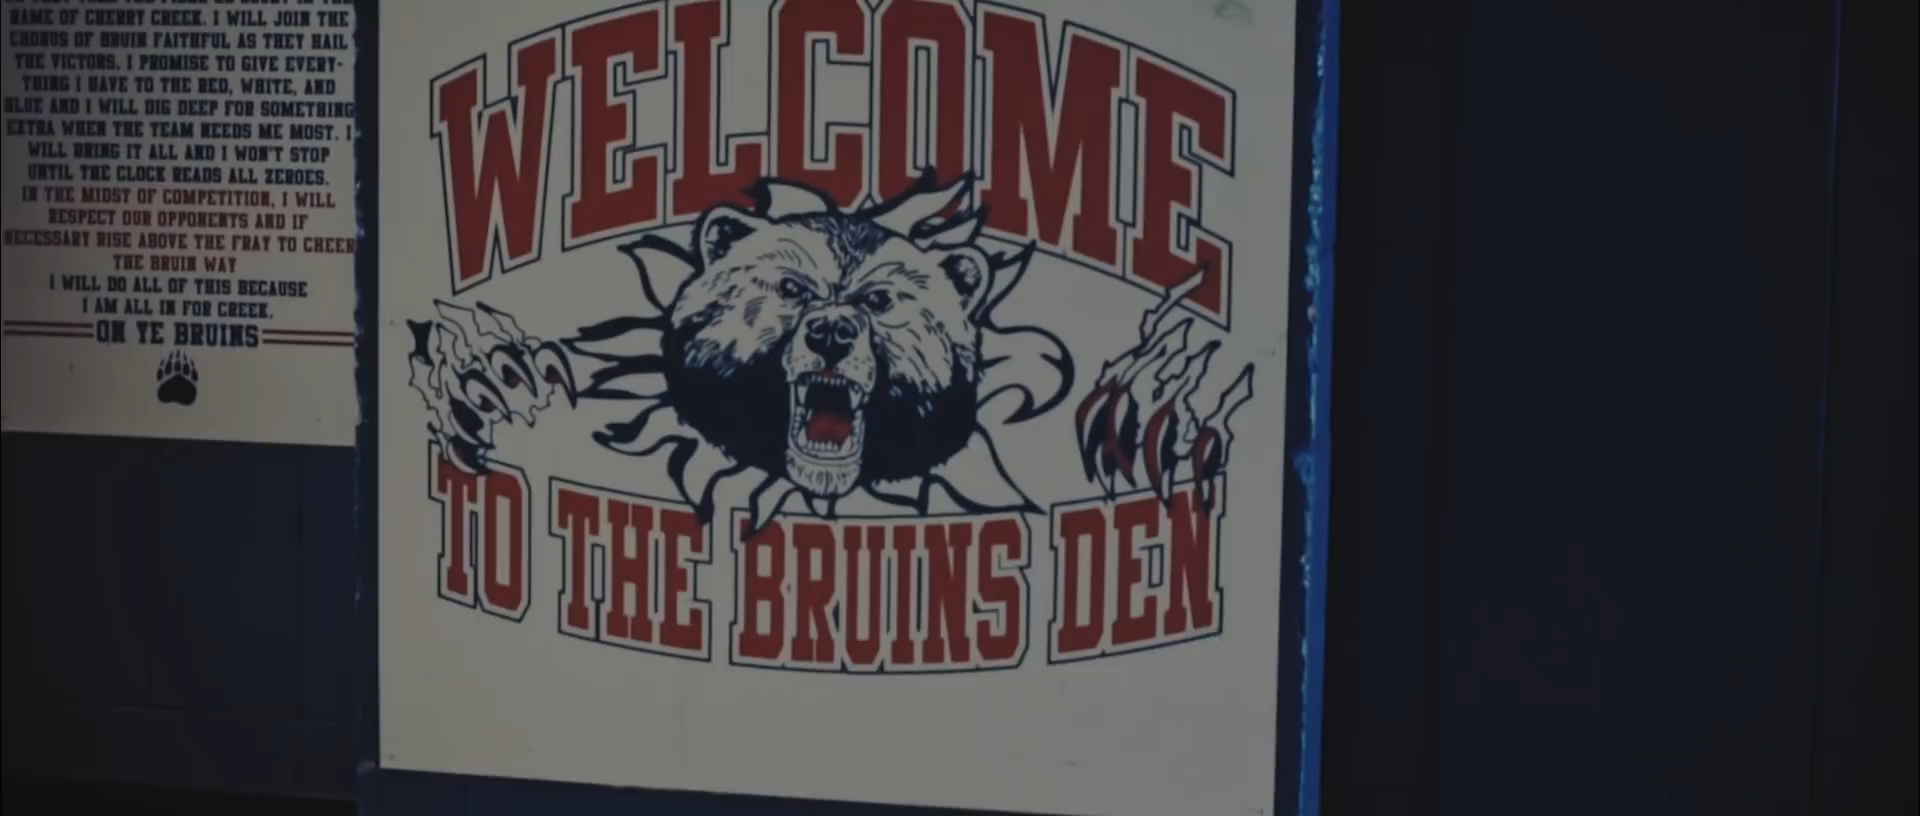 NAME OF CHERRY CREEK. I WILL JOIN THE
CHORUS OF BRUIN FAITHFUL AS THEY HAIL
THE VICTORS. I PROMISE TO GIVE EVERY-
THING I HAVE TO THE RED, WHITE, AND
BLUE AND I WILL DIG DEEP FOR SOMETHING
EXTRA WHEN THE TEAM NEEDS ME MOST. I
WILL BRING IT ALL AND I WON'T STOP
UNTIL THE CLOCK READS ALL ZEROES.
IN THE MIDST OF COMPETITION, I WILL
RESPECT OUR OPPONENTS AND IF
NECESSARY RISE ABOVE THE FRAY TO CHEER
THE BRUIN WAY
I WILL DO ALL OF THIS BECAUSE
I AM ALL IN FOR CREEK.
ON YE BRUINS
WELCOME
TO THE BRUINS DEN